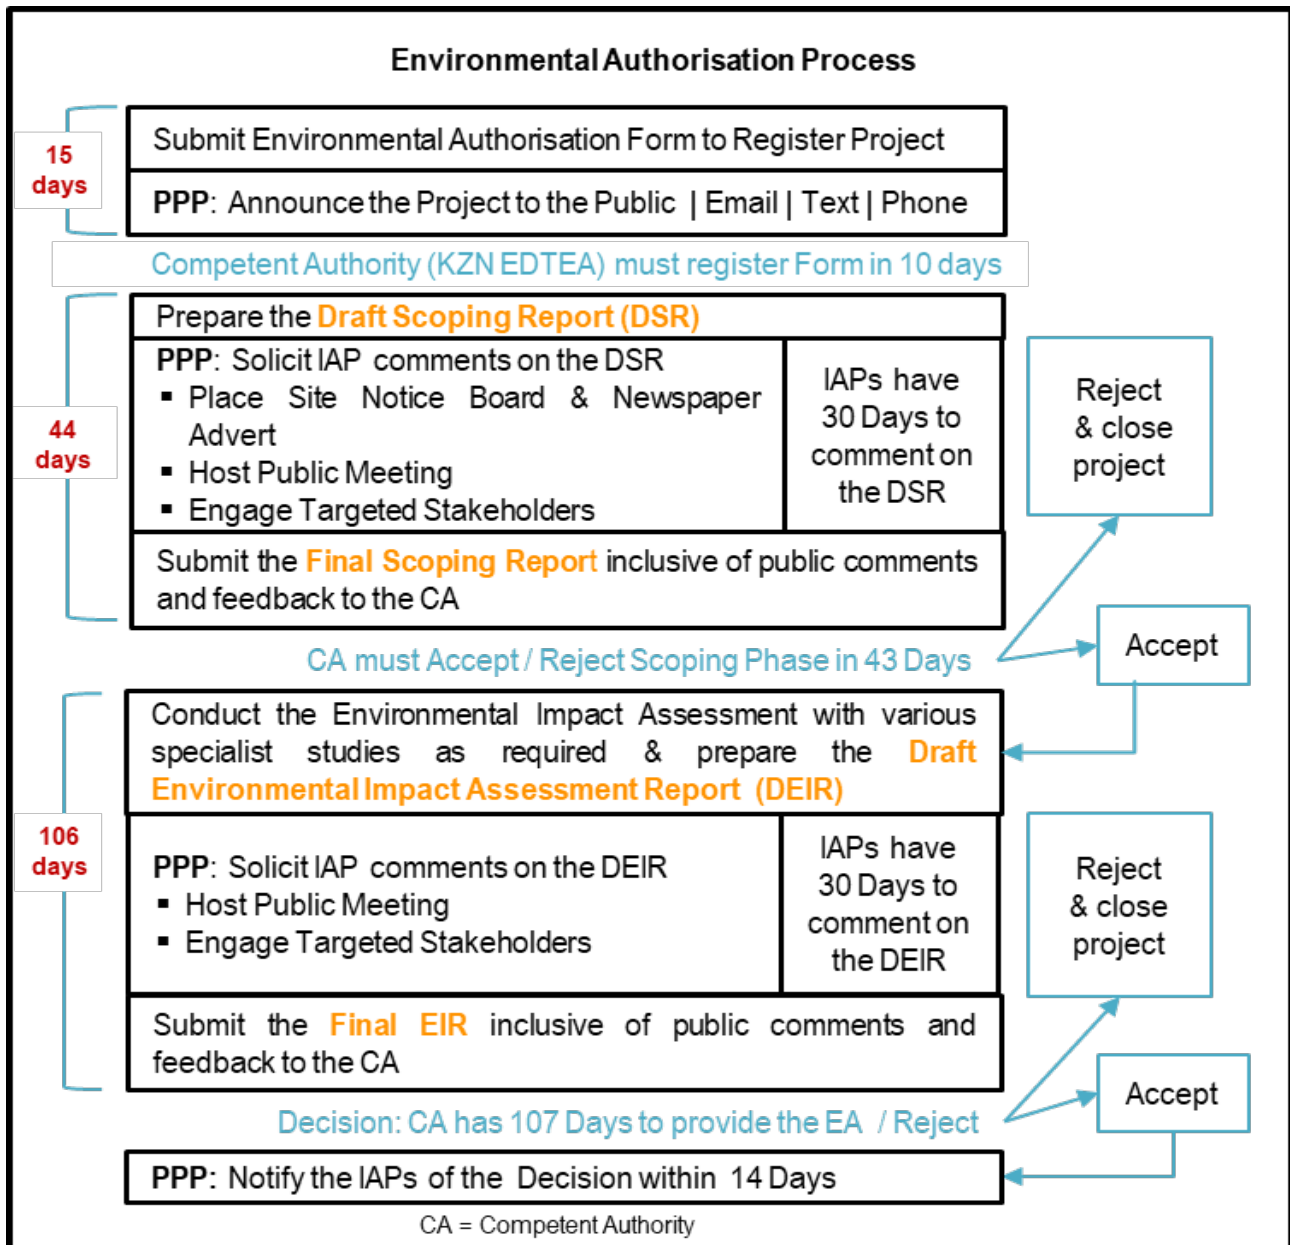 Environmental Authorisation Process
15
days
Submit Environmental Authorisation Form to Register Project
PPP: Announce the Project to the Public | Email | Text | Phone
Competent Authority (KZN EDTEA) must register Form in 10 days
44
days
Prepare the Draft Scoping Report (DSR)
PPP: Solicit IAP comments on the DSR
▪ Place Site Notice Board & Newspaper
Advert
▪ Host Public Meeting
▪ Engage Targeted Stakeholders
IAPs have
30 Days to
comment on
the DSR
Submit the Final Scoping Report inclusive of public comments
and feedback to the CA
Reject
& close
project
CA must Accept / Reject Scoping Phase in 43 Days
Accept
106
days
Conduct the Environmental Impact Assessment with various
specialist studies as required & prepare the Draft
Environmental Impact Assessment Report (DEIR)
PPP: Solicit IAP comments on the DEIR
▪ Host Public Meeting
▪ Engage Targeted Stakeholders
IAPs have
30 Days to
comment on
the DEIR
Submit the Final EIR inclusive of public comments and
feedback to the CA
Reject
& close
project
Decision: CA has 107 Days to provide the EA / Reject
Accept
PPP: Notify the IAPs of the Decision within 14 Days
CA = Competent Authority